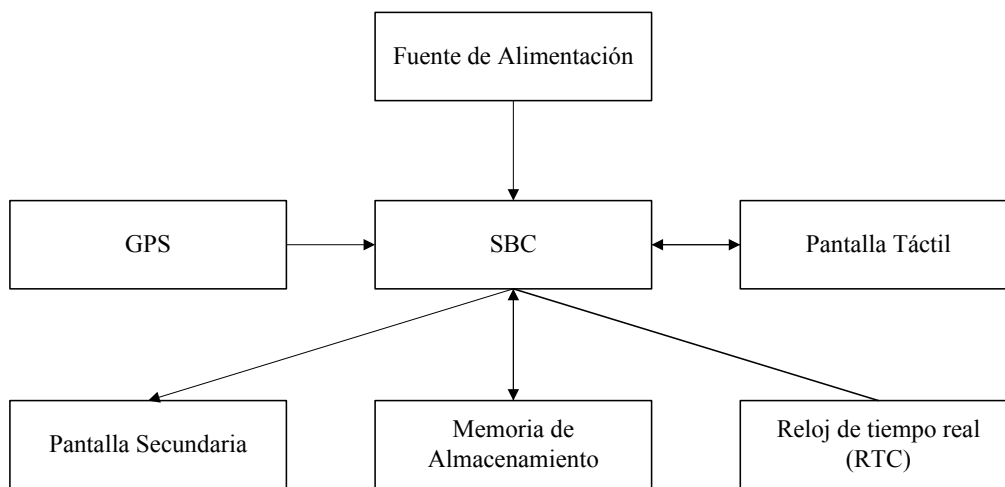 Fuente de Alimentación
GPS
SBC
Pantalla Táctil
Pantalla Secundaria
Memoria de
Almacenamiento
Reloj de tiempo real
(RTC)